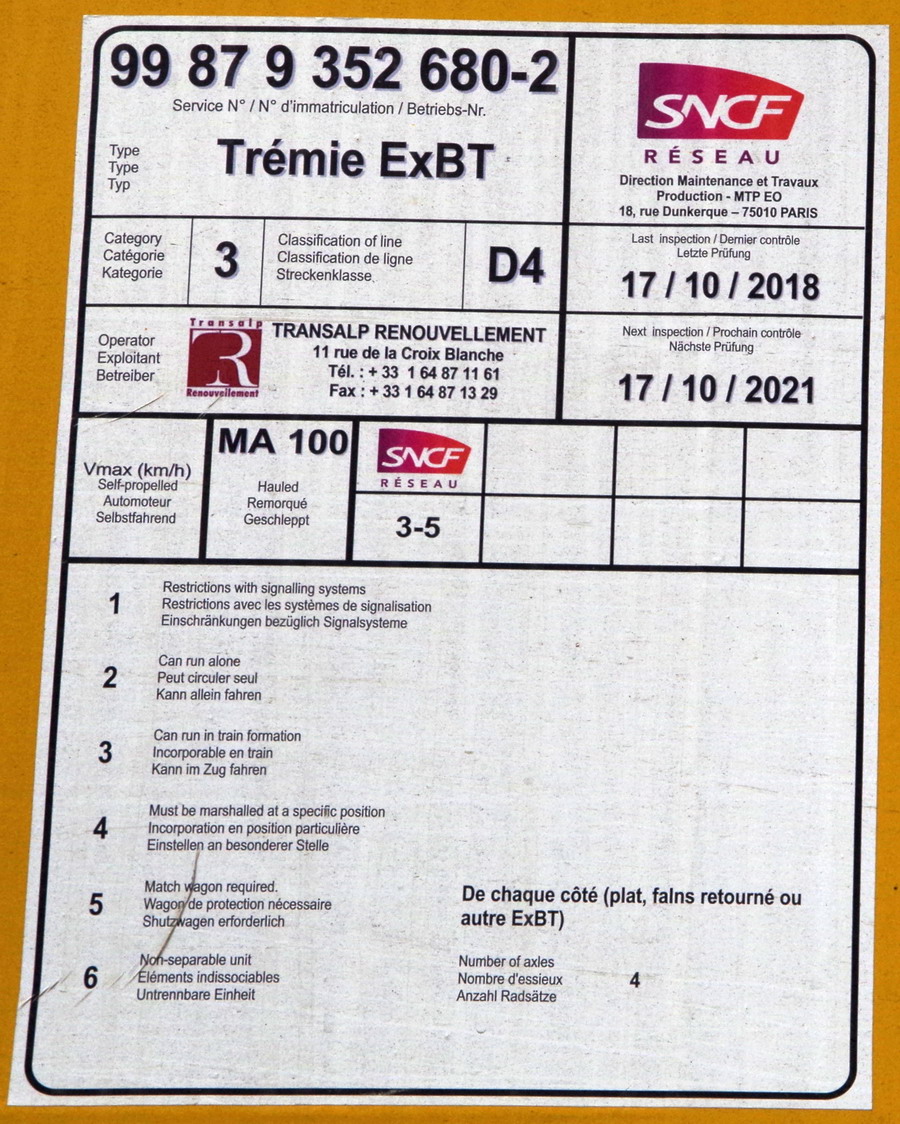 99 87 9 352 680-2
Service N° / N° d'immatriculation / Betriebs-Nr.
Type
Type
Typ
Trémie ExBT
SNCF
RÉSEAU
Direction Maintenance et Travaux
Production - MTP EO
18, rue Dunkerque – 75010 PARIS
Category
Catégorie
Kategorie
3
Classification of line
Classification de ligne
Streckenklasse
D4
Last inspection / Dernier contrôle
Letzte Prüfung
17 / 10 / 2018
Operator
Exploitant
Betreiber
Transalp
R
Renouvellement
TRANSALP RENOUVELLEMENT
11 rue de la Croix Blanche
Tél. : + 33 1 64 87 11 61
Fax : + 33 1 64 87 13 29
Next inspection / Prochain contrôle
Nächste Prüfung
17 / 10 / 2021
Vmax (km/h)
Self-propelled
Automoteur
Selbstfahrend
MA 100
Hauled
Remorqué
Geschleppt
SNCF
RÉSEAU
3-5
1
Restrictions with signalling systems
Restrictions avec les systèmes de signalisation
Einschränkungen bezüglich Signalsysteme
2
Can run alone
Peut circuler seul
Kann allein fahren
3
Can run in train formation
Incorporable en train
Kann im Zug fahren
4
Must be marshalled at a specific position
Incorporation en position particulière
Einstellen an besonderer Stelle
5
Match wagon required.
Wagon de protection nécessaire
Shutzwagen erforderlich
De chaque côté (plat, falns retourné ou
autre ExBT)
6
Non-separable unit
Eléments indissociables
Untrennbare Einheit
Number of axles
Nombre d'essieux
Anzahl Radsätze
4